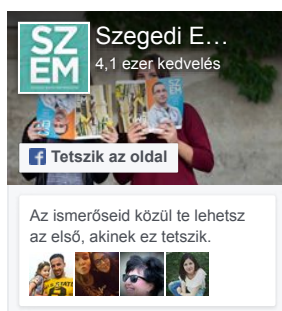 SZ
EM
Szegedi E...
4,1 ezer kedvelés
Tetszik az oldal
Az ismerőseid közül te lehetsz
az első, akinek ez tetszik.